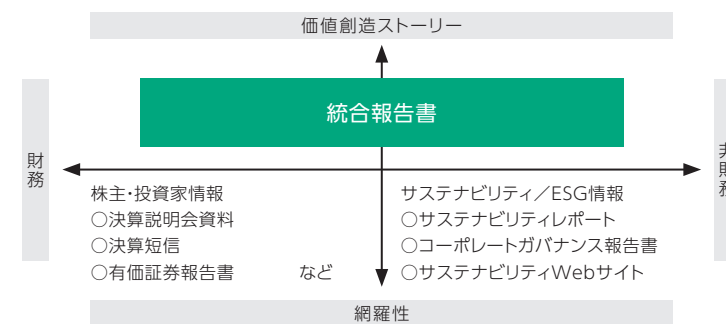 価値創造ストーリー
統合報告書
財務
非財務
株主・投資家情報
○決算説明会資料
○決算短信
○有価証券報告書 など
サステナビリティ／ESG情報
○サステナビリティレポート
○コーポレートガバナンス報告書
○サステナビリティWebサイト
網羅性